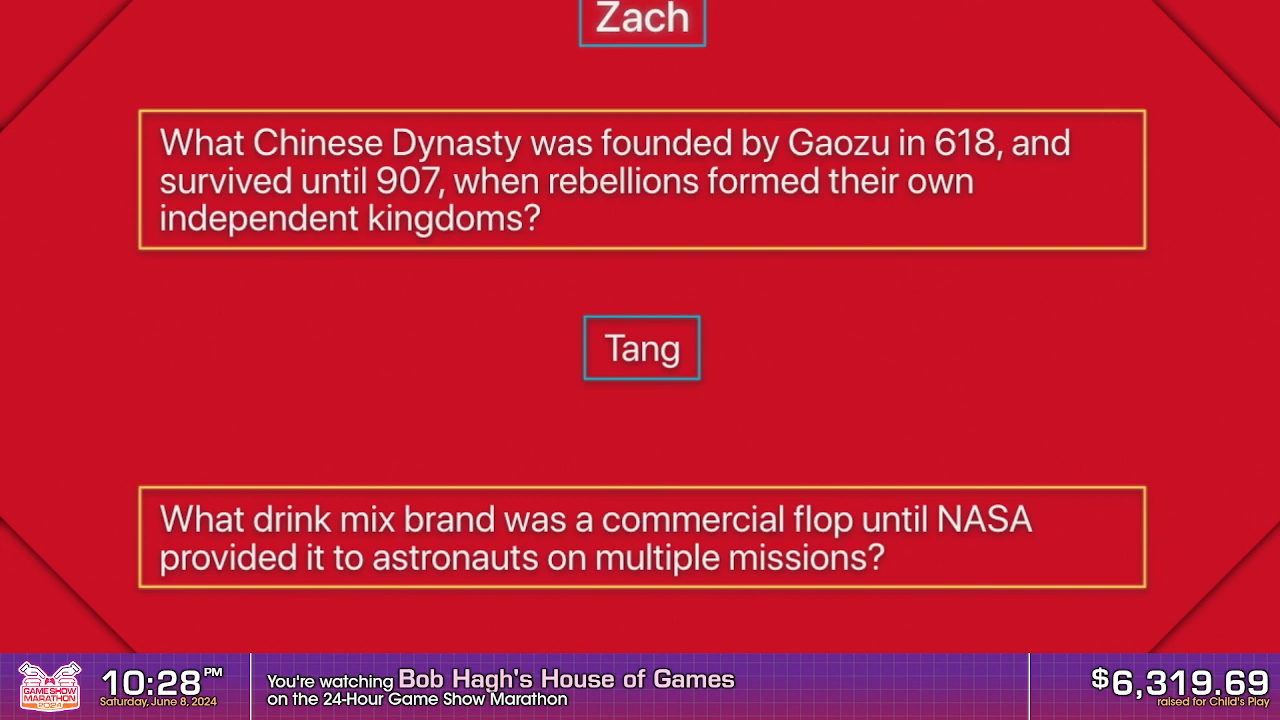 Zach
What Chinese Dynasty was founded by Gaozu in 618, and
survived until 907, when rebellions formed their own
independent kingdoms?
Tang
What drink mix brand was a commercial flop until NASA
provided it to astronauts on multiple missions?
GAME SHOW
MARATHON
2024
10:28 PM
Saturday, June 8, 2024
You're watching Bob Hagh's House of Games
on the 24-Hour Game Show Marathon
$6,319.69
raised for Child's Play